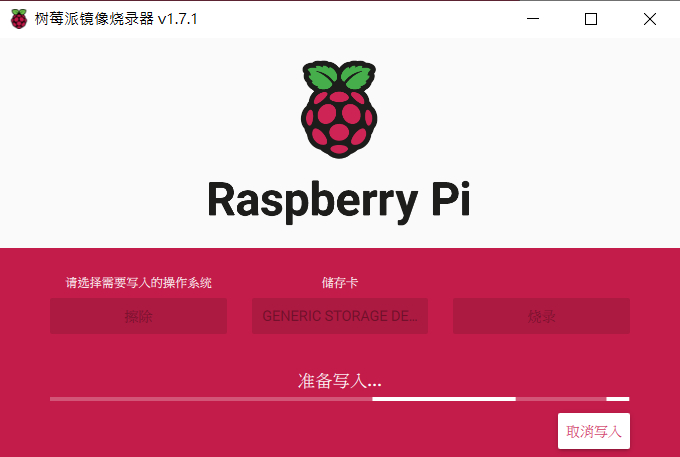 树莓派镜像烧录器 v1.7.1
Raspberry Pi
请选择需要写入的操作系统 储存卡
擦除 GENERIC STORAGE DE... 烧录
准备写入...
取消写入